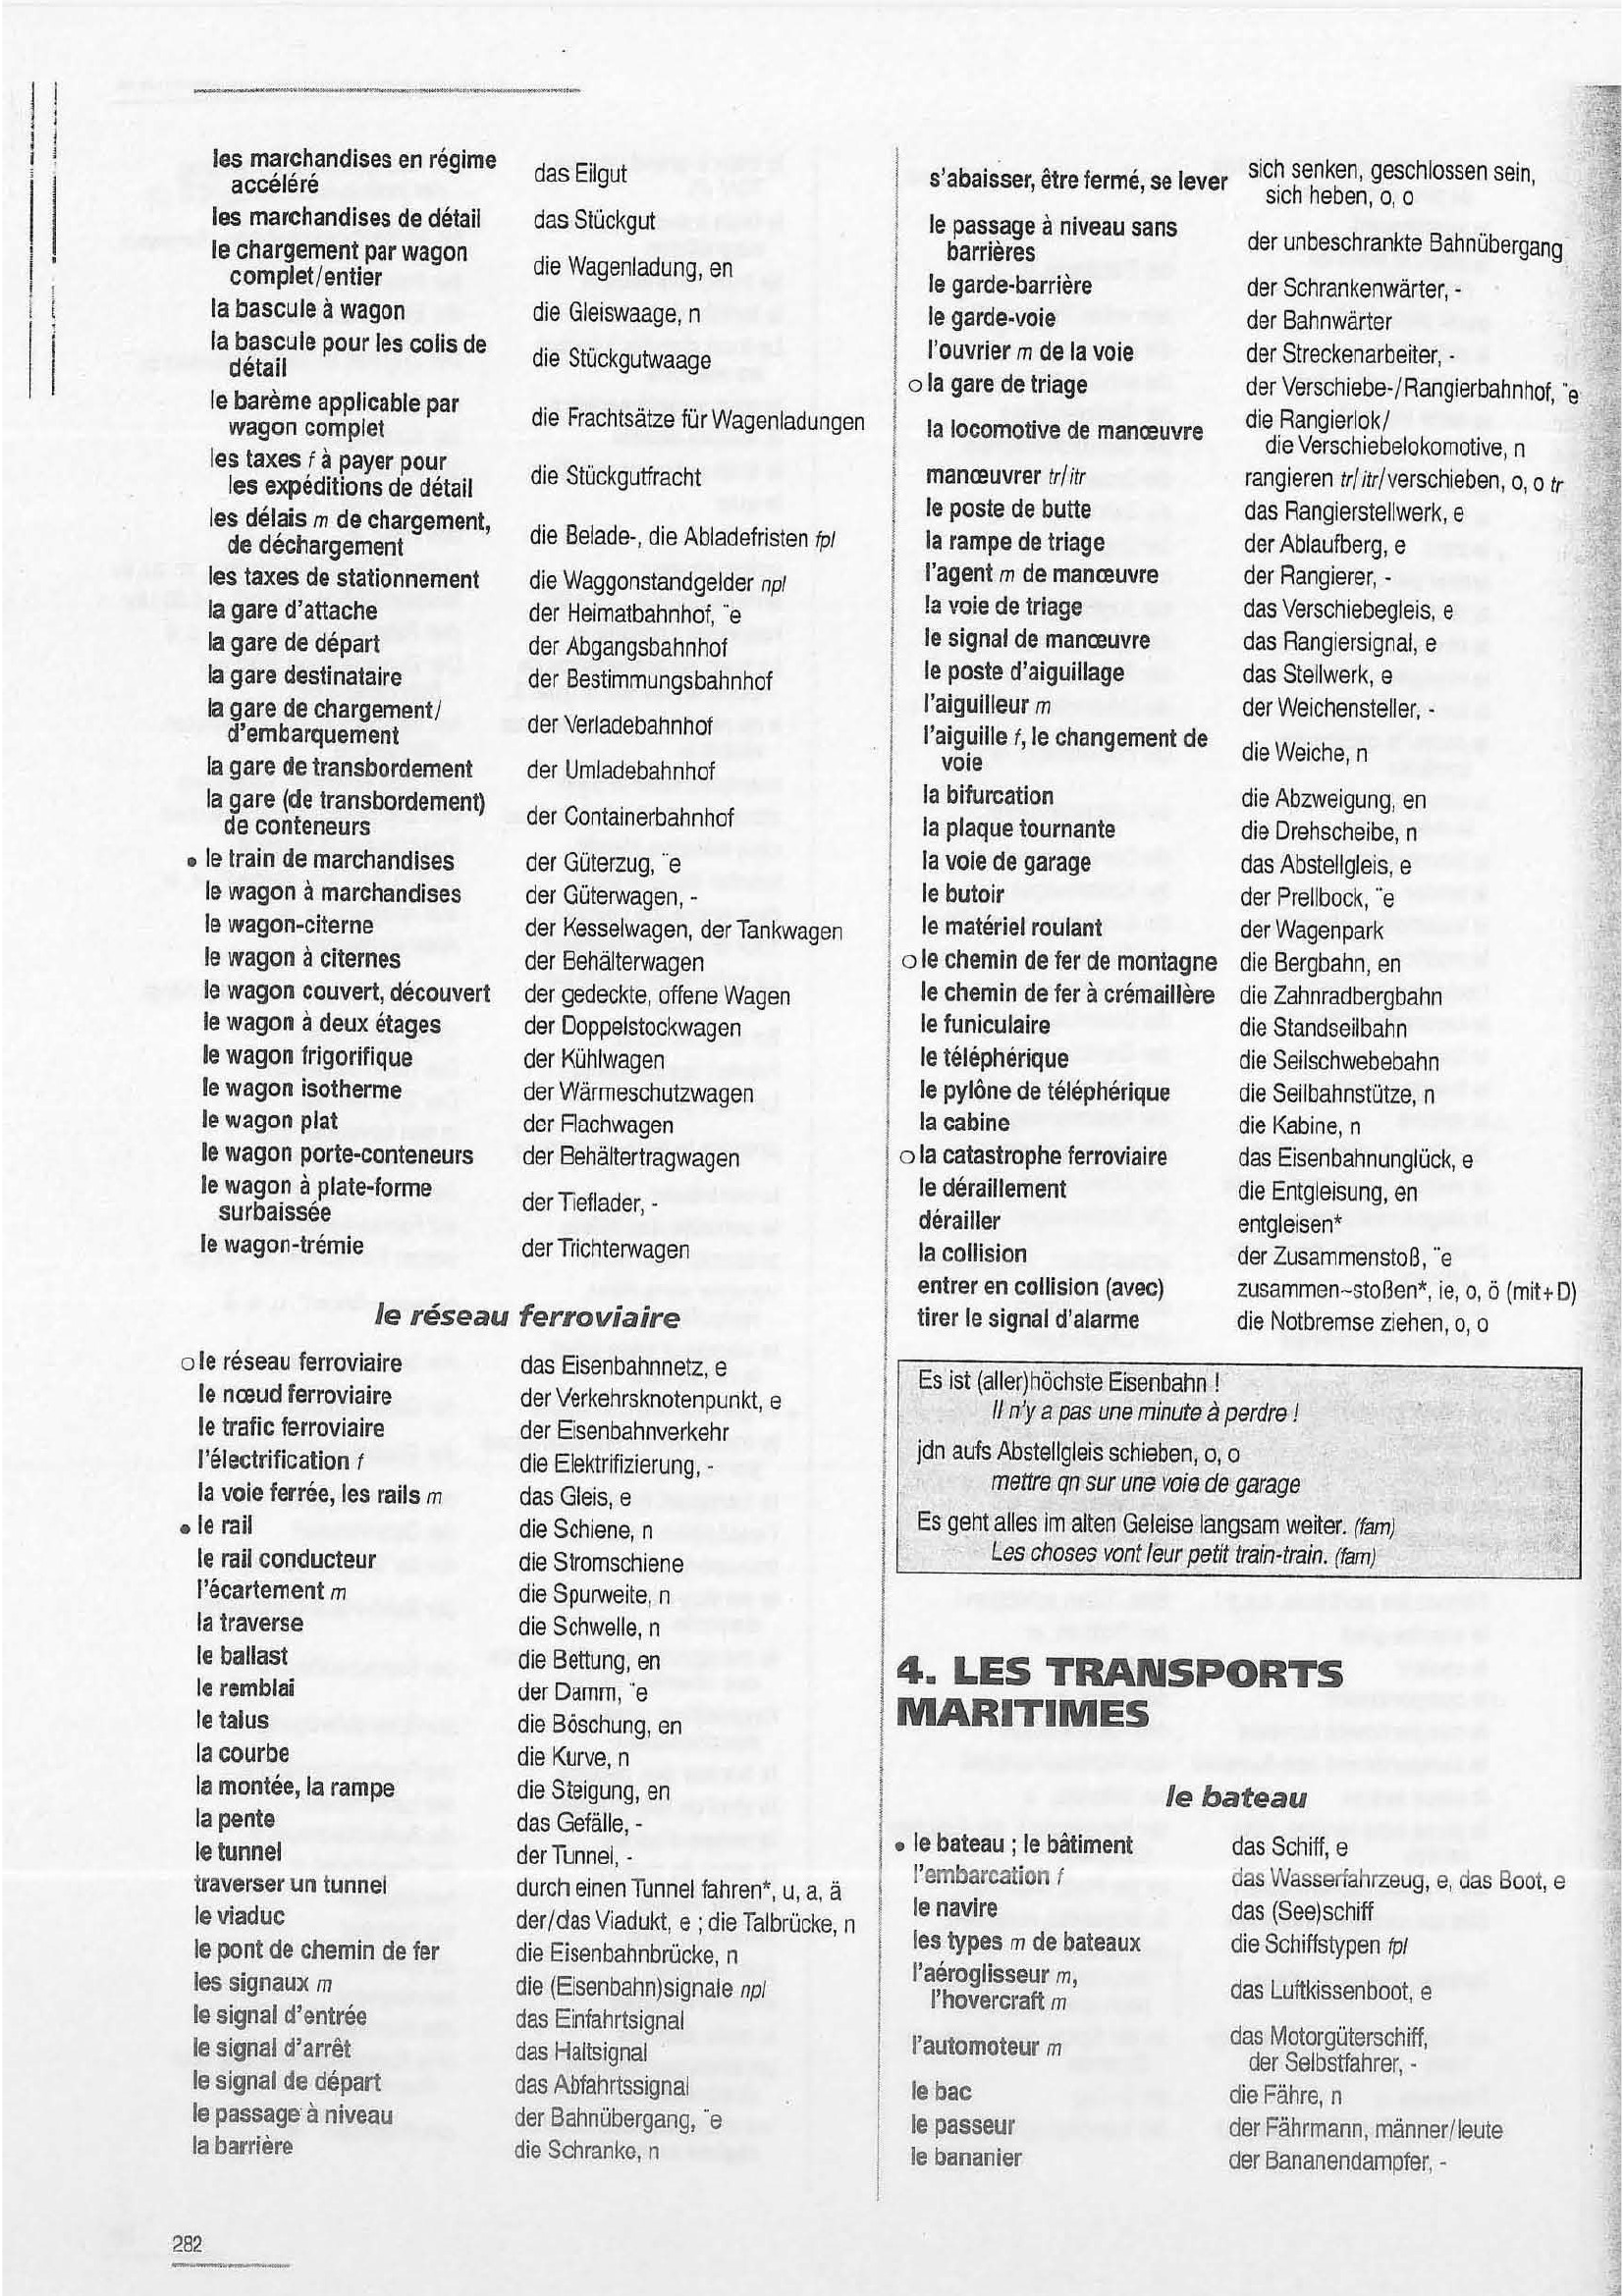 les marchandises en régime
accéléré das Eilgut
les marchandises de détail das Stückgut
le chargement par wagon
complet/entier die Wagenladung, en
la bascule à wagon die Gleiswaage, n
la bascule pour les colis de
détail die Stückgutwaage
le barème applicable par
wagon complet die Frachtsätze für Wagenladungen
les taxes f à payer pour
les expéditions de détail die Stückgutfracht
les délais m de chargement,
de déchargement die Belade-, die Abladefristen fpl
les taxes de stationnement die Waggonstandgelder npl
la gare d'attache der Heimatbahnhof, ¨e
la gare de départ der Abgangsbahnhof
la gare destinataire der Bestimmungsbahnhof
la gare de chargement/
d'embarquement der Verladebahnhof
la gare de transbordement der Umladebahnhof
la gare (de transbordement)
de conteneurs der Containerbahnhof
• le train de marchandises der Güterzug, ¨e
le wagon à marchandises der Güterwagen, -
le wagon-citerne der Kesselwagen, der Tankwagen
le wagon à citernes der Behälterwagen
le wagon couvert, découvert der gedeckte, offene Wagen
le wagon à deux étages der Doppelstockwagen
le wagon frigorifique der Kühlwagen
le wagon isotherme der Wärmeschutzwagen
le wagon plat der Flachwagen
le wagon porte-conteneurs der Behältertragwagen
le wagon à plate-forme
surbaissée der Tieflader, -
le wagon-trémie der Trichterwagen
le réseau ferroviaire
o le réseau ferroviaire das Eisenbahnnetz, e
le nœud ferroviaire der Verkehrsknotenpunkt, e
le trafic ferroviaire der Eisenbahnverkehr
l'électrification f die Elektrifizierung, -
la voie ferrée, les rails m das Gleis, e
• le rail die Schiene, n
le rail conducteur die Stromschiene
l'écartement m die Spurweite, n
la traverse die Schwelle, n
le ballast die Bettung, en
le remblai der Damm, ¨e
le talus die Böschung, en
la courbe die Kurve, n
la montée, la rampe die Steigung, en
la pente das Gefälle, -
le tunnel der Tunnel, -
traverser un tunnel durch einen Tunnel fahren*, u, a, ä
le viaduc der/das Viadukt, e ; die Talbrücke, n
le pont de chemin de fer die Eisenbahnbrücke, n
les signaux m die (Eisenbahn)signale npl
le signal d'entrée das Einfahrtsignal
le signal d'arrêt das Haltsignal
le signal de départ das Abfahrtssignal
le passage à niveau der Bahnübergang, ¨e
la barrière die Schranke, n
282
s'abaisser, être fermé, se lever sich senken, geschlossen sein,
sich heben, o, o
le passage à niveau sans
barrières der unbeschrankte Bahnübergang
le garde-barrière der Schrankenwärter, -
le garde-voie der Bahnwärter
l'ouvrier m de la voie der Streckenarbeiter, -
o la gare de triage der Verschiebe-/Rangierbahnhof, ¨e
la locomotive de manœuvre die Rangierlok/
die Verschiebelokomotive, n
manœuvrer tr/itr rangieren tr/itr/verschieben, o, o tr
le poste de butte das Rangierstellwerk, e
la rampe de triage der Ablaufberg, e
l'agent m de manœuvre der Rangierer, -
la voie de triage das Verschiebegleis, e
le signal de manœuvre das Rangiersignal, e
le poste d'aiguillage das Stellwerk, e
l'aiguilleur m der Weichensteller, -
l'aiguille f, le changement de
voie die Weiche, n
la bifurcation die Abzweigung, en
la plaque tournante die Drehscheibe, n
la voie de garage das Abstellgleis, e
le butoir der Prellbock, ¨e
le matériel roulant der Wagenpark
o le chemin de fer de montagne die Bergbahn, en
le chemin de fer à crémaillère die Zahnradbergbahn
le funiculaire die Standseilbahn
le téléphérique die Seilschwebebahn
le pylône de téléphérique die Seilbahnstütze, n
la cabine die Kabine, n
o la catastrophe ferroviaire das Eisenbahnunglück, e
le déraillement die Entgleisung, en
dérailler entgleisen*
la collision der Zusammenstoß, ¨e
entrer en collision (avec) zusammen~stoßen*, ie, o, ö (mit+D)
tirer le signal d'alarme die Notbremse ziehen, o, o
Es ist (aller)höchste Eisenbahn !
Il n'y a pas une minute à perdre !
jdn aufs Abstellgleis schieben, o, o
mettre qn sur une voie de garage
Es geht alles im alten Geleise langsam weiter. (fam)
Les choses vont leur petit train-train. (fam)
4. LES TRANSPORTS
MARITIMES
le bateau
• le bateau ; le bâtiment das Schiff, e
l'embarcation f das Wasserfahrzeug, e, das Boot, e
le navire das (See)schiff
les types m de bateaux die Schiffstypen fpl
l'aéroglisseur m,
l'hovercraft m das Luftkissenboot, e
l'automoteur m das Motorgüterschiff,
der Selbstfahrer, -
le bac die Fähre, n
le passeur der Fährmann, männer/leute
le bananier der Bananendampfer, -